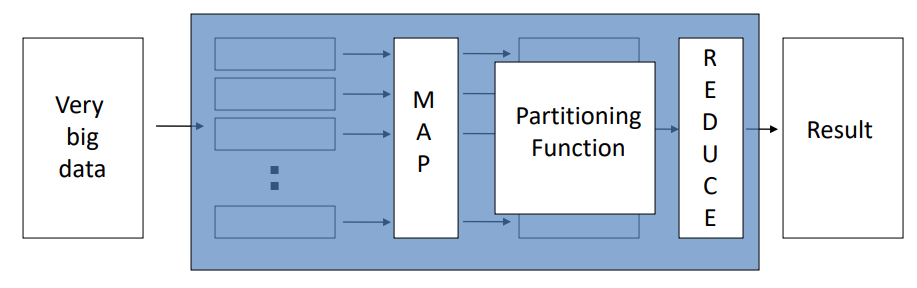 Very
big
data
M
A
P
Partitioning
Function
R
E
D
U
C
E
Result